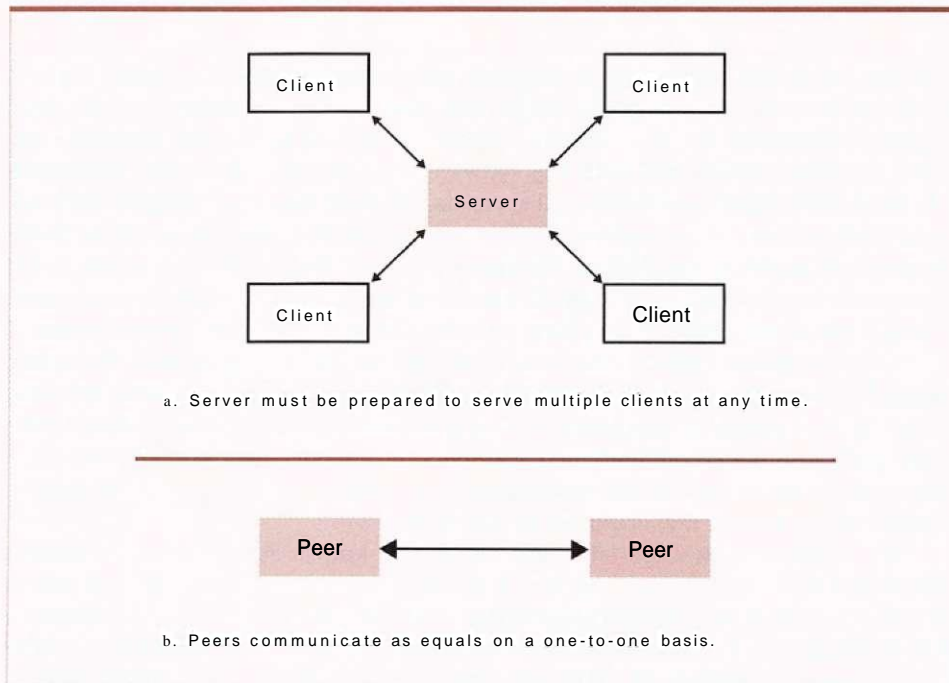 Client
Client
Server
Client
Client
a. Server must be prepared to serve multiple clients at any time.
Peer
Peer
b. Peers communicate as equals on a one-to-one basis.